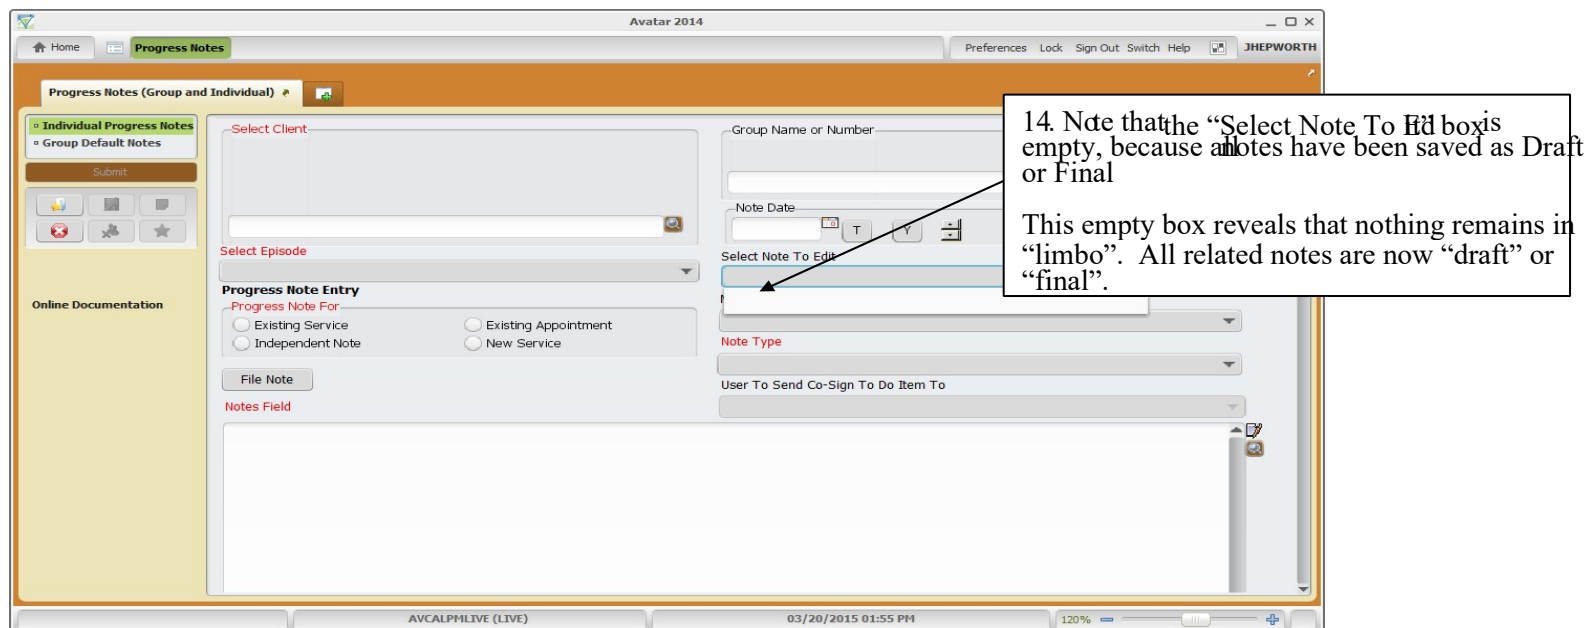 Avatar 2014
Home
Progress Notes
Preferences Lock Sign Out Switch Help JHEPWORTH
Progress Notes (Group and Individual)
Individual Progress Notes
Group Default Notes
Submit
Online Documentation
Select Client
Group Name or Number
Note Date
T Y
Select Episode
Select Note To Edit
Progress Note Entry
Progress Note For
Existing Service
Existing Appointment
Independent Note
New Service
Note Type
File Note
User To Send Co-Sign To Do Item To
Notes Field
14. Note that the “Select Note To Edit” box is
empty, because all notes have been saved as Draft
or Final
This empty box reveals that nothing remains in
“limbo”. All related notes are now “draft” or
“final”.
AVCALPMLIVE (LIVE)
03/20/2015 01:55 PM
120%